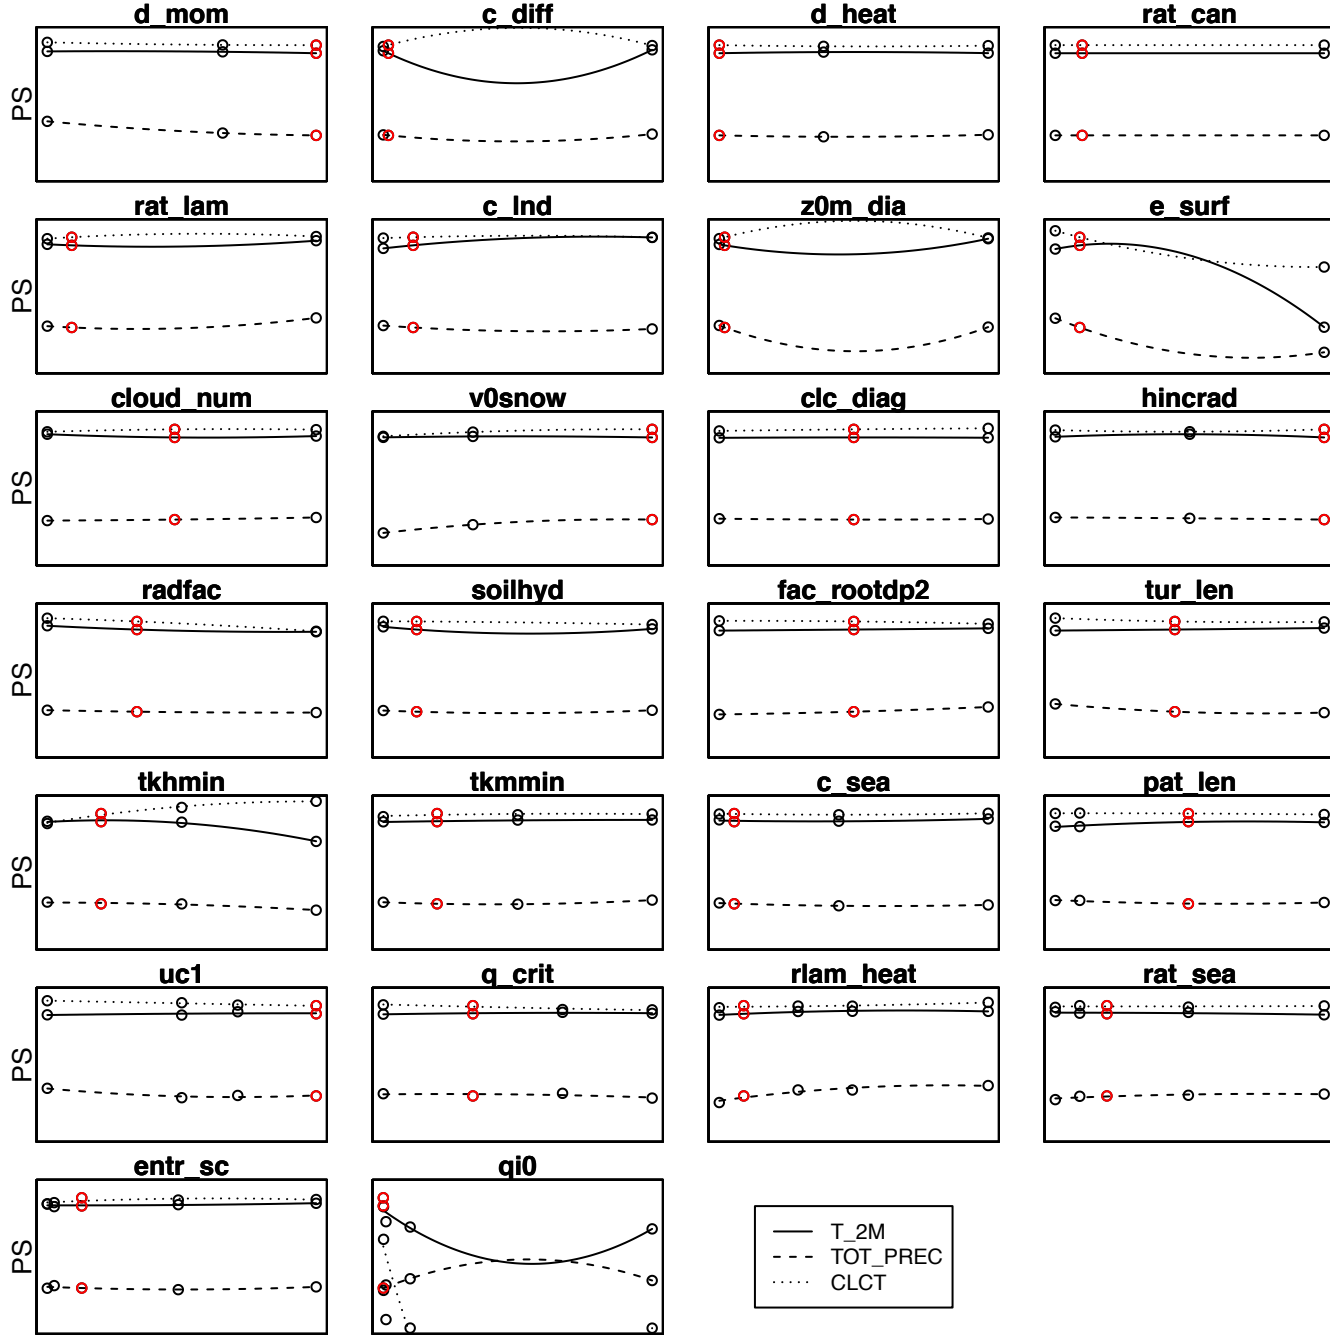 d_mom c_diff d_heat rat_can
PS
rat_lam c_lnd z0m_dia e_surf
PS
cloud_num v0snow clc_diag hincrad
PS
radfac soilhyd fac_rootdp2 tur_len
PS
tkhmin tkmmin c_sea pat_len
PS
uc1 q_crit rlam_heat rat_sea
PS
entr_sc qi0
PS
T_2M
TOT_PREC
CLCT